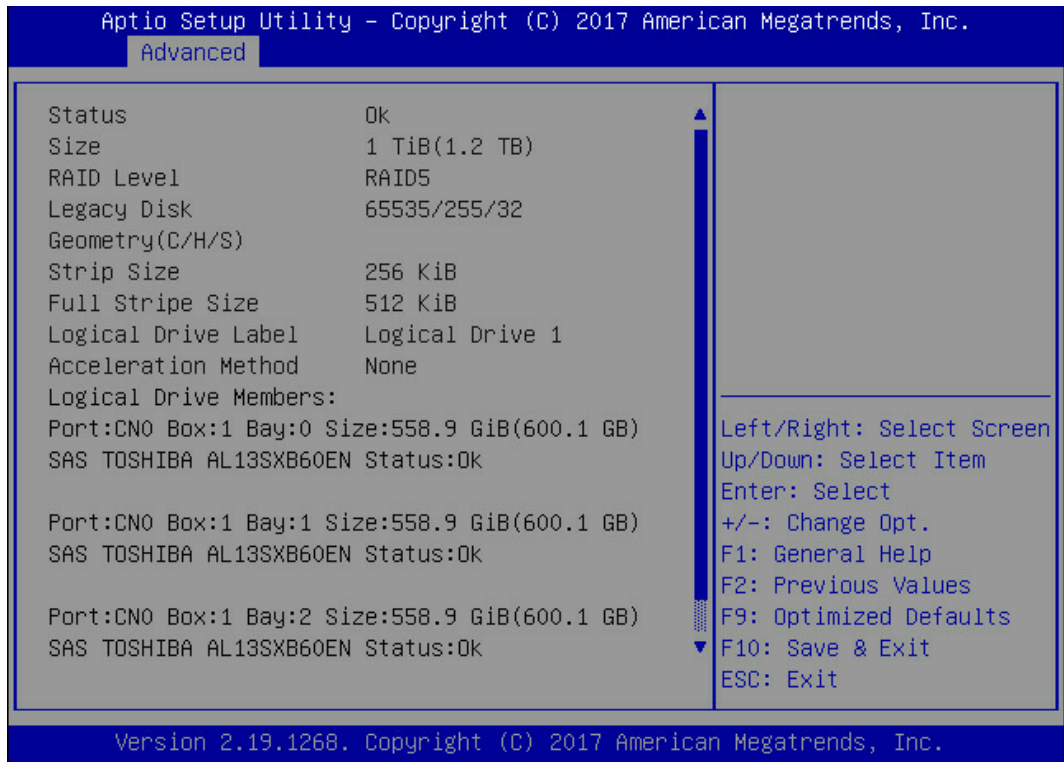 Aptio Setup Utility – Copyright (C) 2017 American Megatrends, Inc.
Advanced
Status Ok
Size 1 TiB(1.2 TB)
RAID Level RAID5
Legacy Disk 65535/255/32
Geometry(C/H/S)
Strip Size 256 KiB
Full Stripe Size 512 KiB
Logical Drive Label Logical Drive 1
Acceleration Method None
Logical Drive Members:
Port:CN0 Box:1 Bay:0 Size:558.9 GiB(600.1 GB)
SAS TOSHIBA AL13SXB60EN Status:Ok
Port:CN0 Box:1 Bay:1 Size:558.9 GiB(600.1 GB)
SAS TOSHIBA AL13SXB60EN Status:Ok
Port:CN0 Box:1 Bay:2 Size:558.9 GiB(600.1 GB)
SAS TOSHIBA AL13SXB60EN Status:Ok
Left/Right: Select Screen
Up/Down: Select Item
Enter: Select
+/-: Change Opt.
F1: General Help
F2: Previous Values
F9: Optimized Defaults
F10: Save & Exit
ESC: Exit
Version 2.19.1268. Copyright (C) 2017 American Megatrends, Inc.